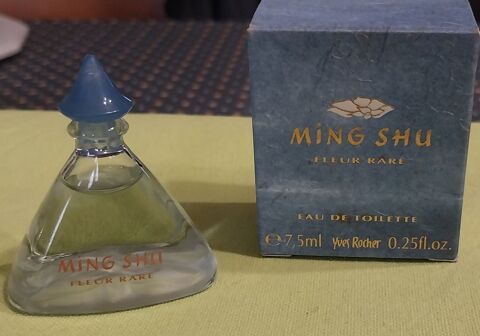 MING SHU
FLEUR RARE
MING SHU
FLEUR RARE
EAU DE TOILETTE
℮ 7,5ml Yves Rocher 0.25fl.oz.